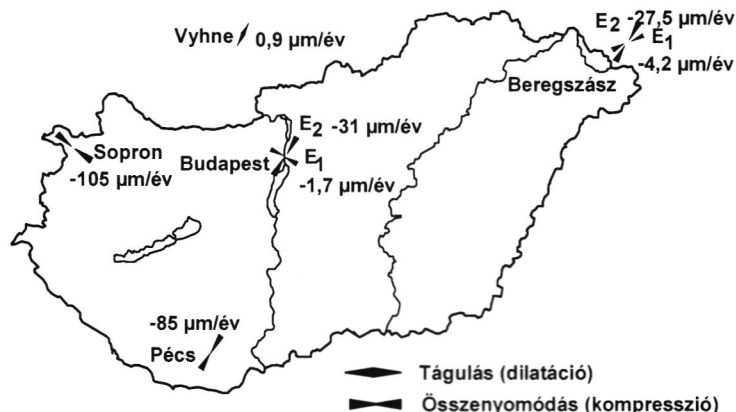 E2 -27,5 µm/év
E1
-4,2 µm/év
Vyhne 0,9 µm/év
Beregszász
E2 -31 µm/év
Sopron
-105 µm/év
Budapest E1
-1,7 µm/év
-85 µm/év
Pécs
Tágulás (dilatáció)
Összenyomódás (kompresszió)